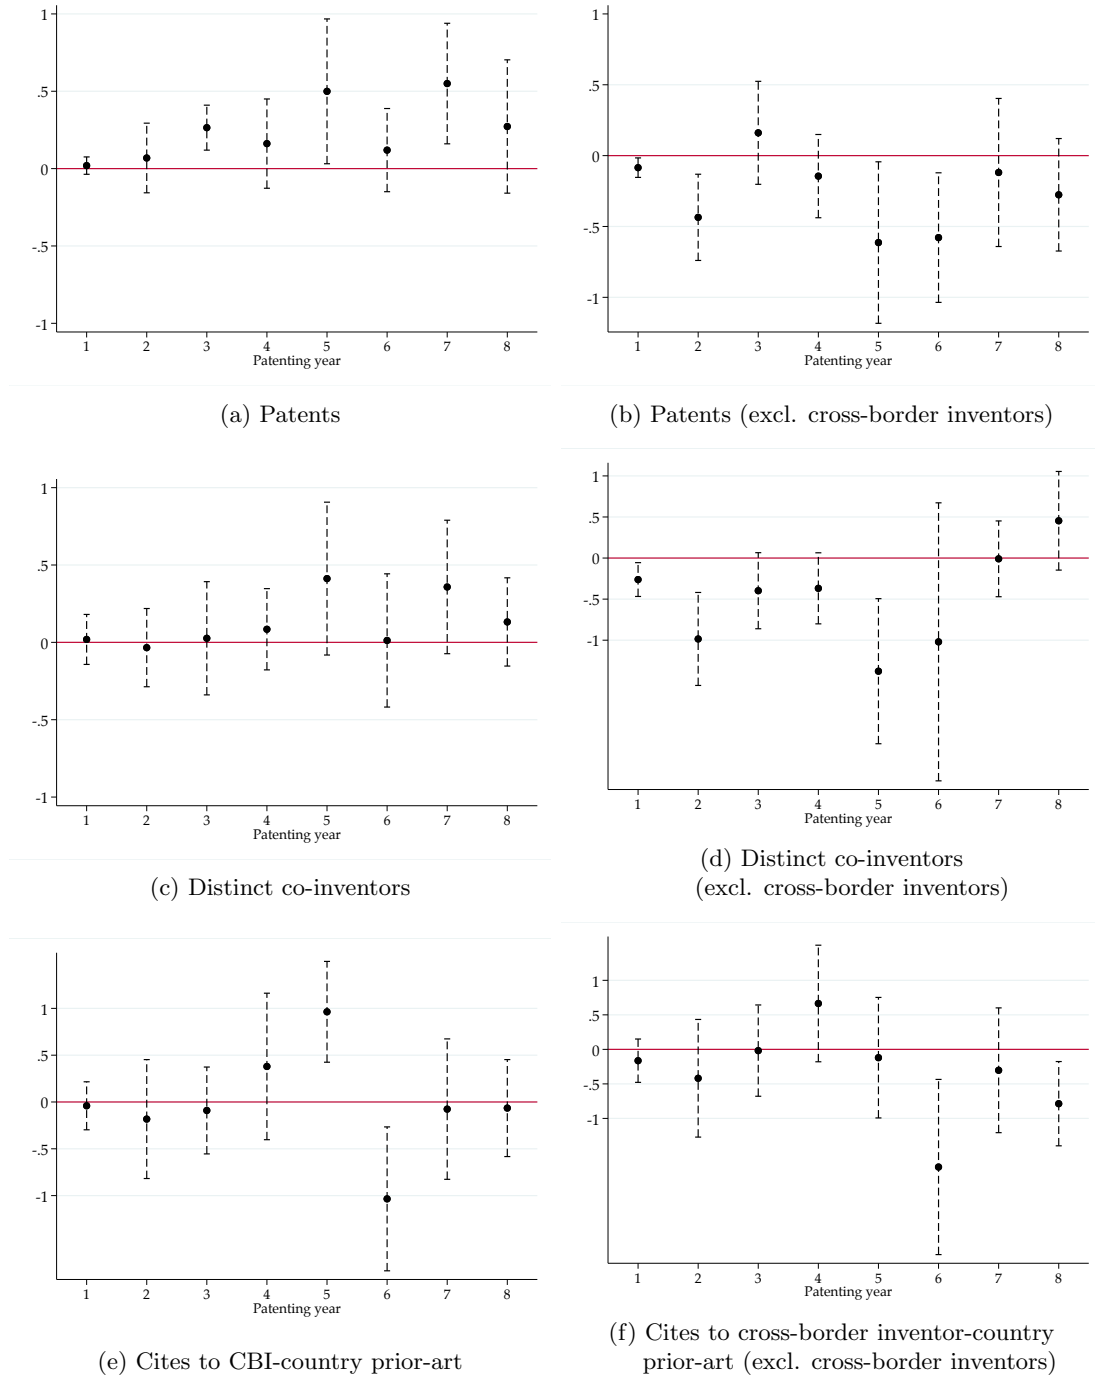 1
.5
0
-.5
-1
1 2 3 4 5 6 7 8
Patenting year
(a) Patents
1
.5
0
-.5
-1
1 2 3 4 5 6 7 8
Patenting year
(b) Patents (excl. cross-border inventors)
1
.5
0
-.5
-1
1 2 3 4 5 6 7 8
Patenting year
(c) Distinct co-inventors
1
.5
0
-.5
-1
1 2 3 4 5 6 7 8
Patenting year
(d) Distinct co-inventors
(excl. cross-border inventors)
1
.5
0
-.5
-1
1 2 3 4 5 6 7 8
Patenting year
(e) Cites to CBI-country prior-art
1
.5
0
-.5
-1
1 2 3 4 5 6 7 8
Patenting year
(f) Cites to cross-border inventor-country
prior-art (excl. cross-border inventors)